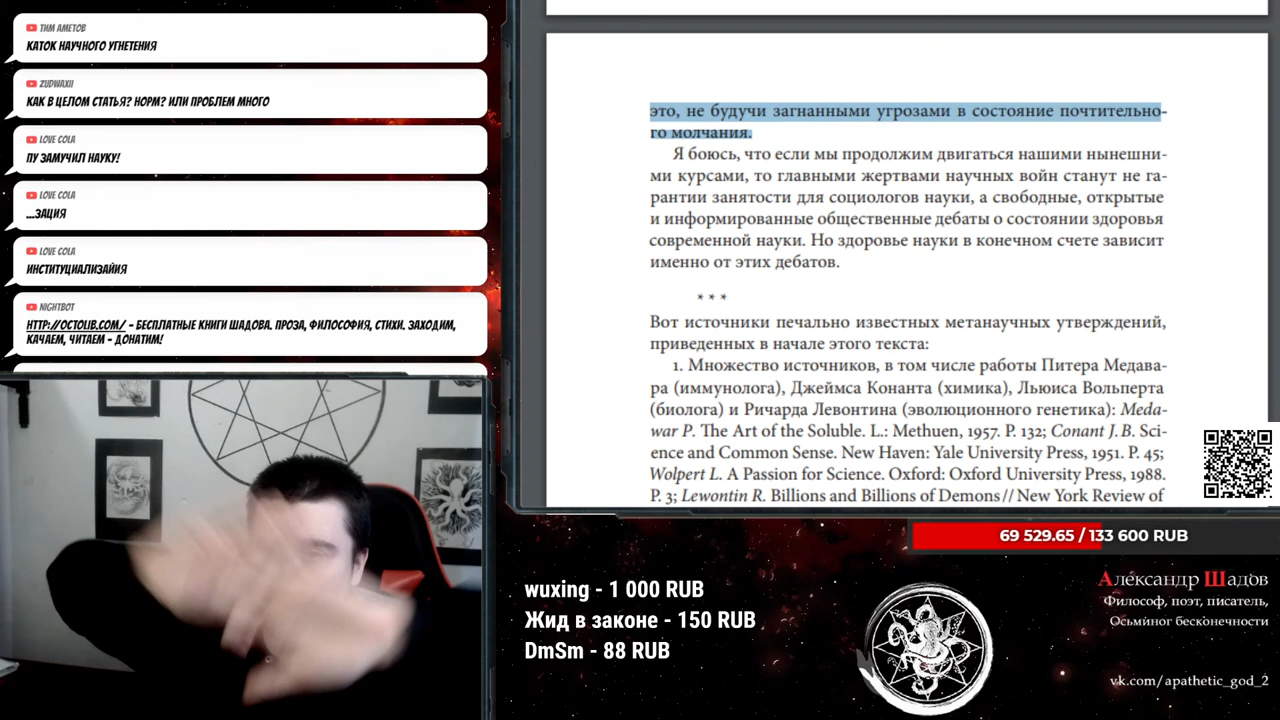 ТИМ АМЕТОВ
КАТОК НАУЧНОГО УГНЕТЕНИЯ
ZUDWAXII
КАК В ЦЕЛОМ СТАТЬЯ? НОРМ? ИЛИ ПРОБЛЕМ МНОГО
LOVE COLA
ПУ ЗАМУЧИЛ НАУКУ!
LOVE COLA
...ЗАЦИЯ
LOVE COLA
ИНСТИТУЦИАЛИЗАЙИЯ
NIGHTBOT
HTTP://OCTOLIB.COM/ - БЕСПЛАТНЫЕ КНИГИ ШАДОВА. ПРОЗА, ФИЛОСОФИЯ, СТИХИ. ЗАХОДИМ,
КАЧАЕМ, ЧИТАЕМ - ДОНАТИМ!
это, не будучи загнанными угрозами в состояние почтительно-
го молчания.
Я боюсь, что если мы продолжим двигаться нашими нынешни-
ми курсами, то главными жертвами научных войн станут не га-
рантии занятости для социологов науки, а свободные, открытые
и информированные общественные дебаты о состоянии здоровья
современной науки. Но здоровье науки в конечном счете зависит
именно от этих дебатов.
* * *
Вот источники печально известных метанаучных утверждений,
приведенных в начале этого текста:
1. Множество источников, в том числе работы Питера Медава-
ра (иммунолога), Джеймса Конанта (химика), Льюиса Вольперта
(биолога) и Ричарда Левонтина (эволюционного генетика): Meda-
war P. The Art of the Soluble. L.: Methuen, 1957. P. 132; Conant J. B. Sci-
ence and Common Sense. New Haven: Yale University Press, 1951. P. 45;
Wolpert L. A Passion for Science. Oxford: Oxford University Press, 1988.
P. 3; Lewontin R. Billions and Billions of Demons // New York Review of
69 529.65 / 133 600 RUB
wuxing - 1 000 RUB
Жид в законе - 150 RUB
DmSm - 88 RUB
Александр Шадов
Философ, поэт, писатель,
Осьминог бесконечности
vk.com/apathetic_god_2